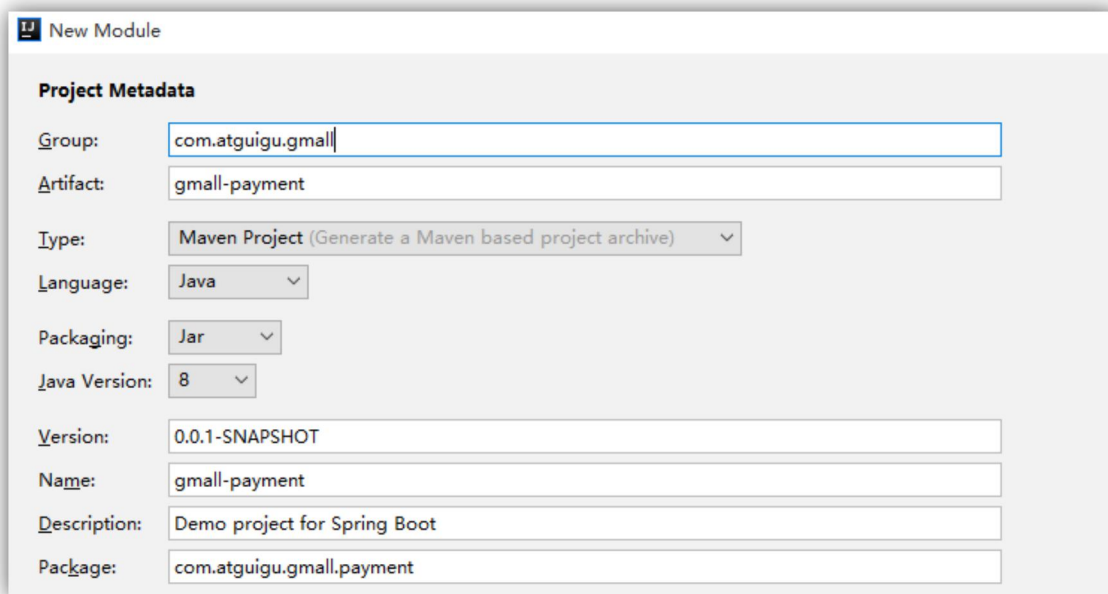 New Module
Project Metadata
Group: com.atguigu.gmall
Artifact: gmall-payment
Type: Maven Project (Generate a Maven based project archive)
Language: Java
Packaging: Jar
Java Version: 8
Version: 0.0.1-SNAPSHOT
Name: gmall-payment
Description: Demo project for Spring Boot
Package: com.atguigu.gmall.payment